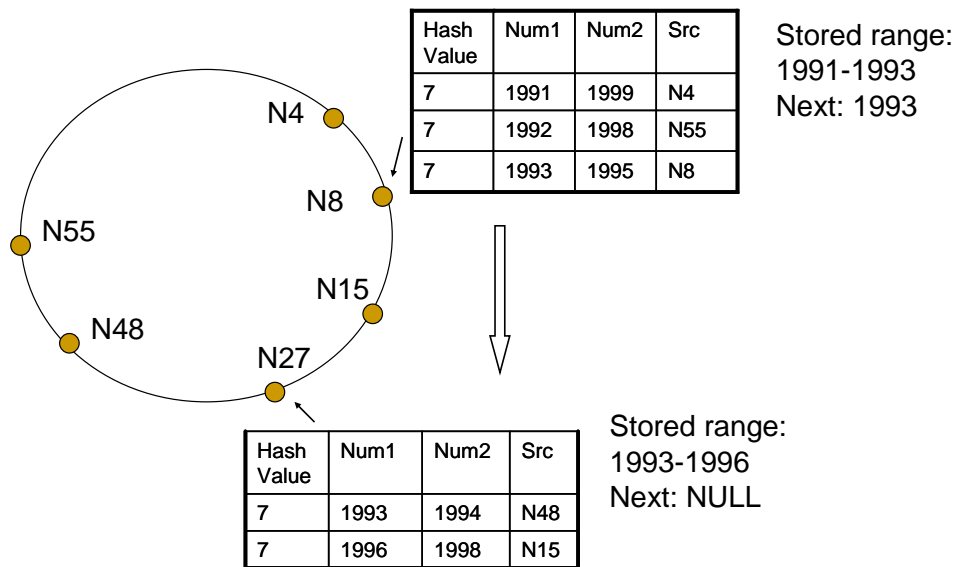 Hash Value Num1 Num2 Src
7 1991 1999 N4
7 1992 1998 N55
7 1993 1995 N8
Stored range:
1991-1993
Next: 1993
N4
N8
N55
N15
N48
N27
Hash Value Num1 Num2 Src
7 1993 1994 N48
7 1996 1998 N15
Stored range:
1993-1996
Next: NULL